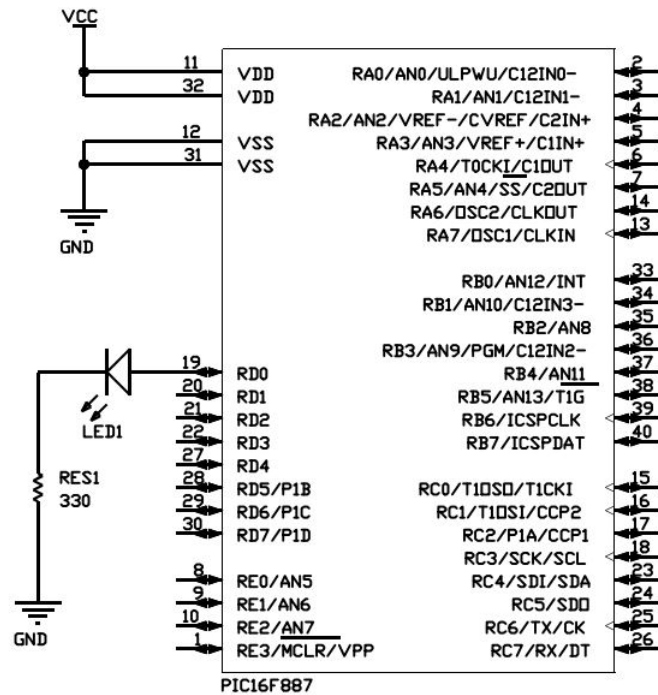 VCC
11 VDD
32 VDD
12 VSS
31 VSS
GND
19 RD0
20 RD1
LED1
21 RD2
22 RD3
27 RD4
RES1
330
28 RD5/P1B
29 RD6/P1C
30 RD7/P1D
8 RE0/AN5
9 RE1/AN6
10 RE2/AN7
1 RE3/MCLR/VPP
GND
RA0/AN0/ULPWU/C12IN0- 2
RA1/AN1/C12IN1- 3
RA2/AN2/VREF-/CVREF/C2IN+ 4
RA3/AN3/VREF+/C1IN+ 5
RA4/T0CKI/C1OUT 6
RA5/AN4/SS/C2OUT 7
RA6/OSC2/CLKOUT 14
RA7/OSC1/CLKIN 13
RB0/AN12/INT 33
RB1/AN10/C12IN3- 34
RB2/AN8 35
RB3/AN9/PGM/C12IN2- 36
RB4/AN11 37
RB5/AN13/T1G 38
RB6/ICSPCLK 39
RB7/ICSPDAT 40
RC0/T1OSO/T1CKI 15
RC1/T1OSI/CCP2 16
RC2/P1A/CCP1 17
RC3/SCK/SCL 18
RC4/SDI/SDA 23
RC5/SDO 24
RC6/TX/CK 25
RC7/RX/DT 26
PIC16F887